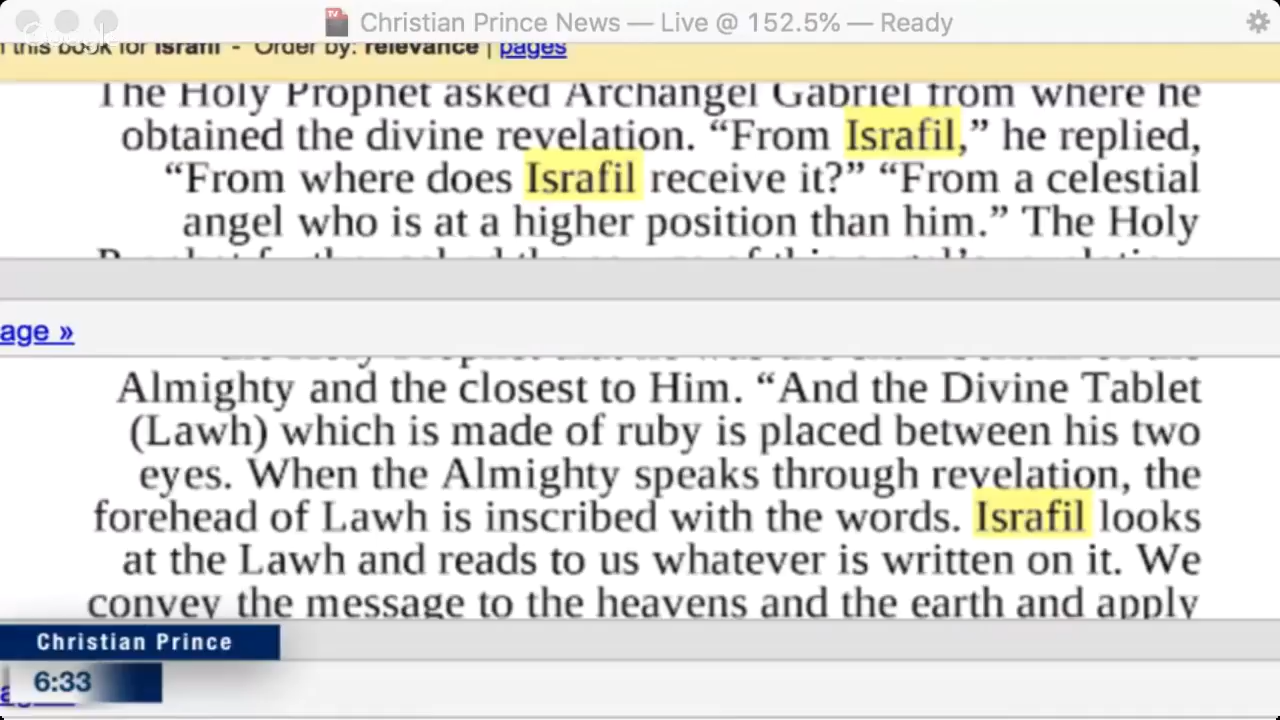 Christian Prince News — Live @ 152.5% — Ready
Google
n this book for Israfil - Order by: relevance | pages
The Holy Prophet asked Archangel Gabriel from where he
obtained the divine revelation. “From Israfil,” he replied,
“From where does Israfil receive it?” “From a celestial
angel who is at a higher position than him.” The Holy
age »
Almighty and the closest to Him. “And the Divine Tablet
(Lawh) which is made of ruby is placed between his two
eyes. When the Almighty speaks through revelation, the
forehead of Lawh is inscribed with the words. Israfil looks
at the Lawh and reads to us whatever is written on it. We
convey the message to the heavens and the earth and apply
Christian Prince
6:33